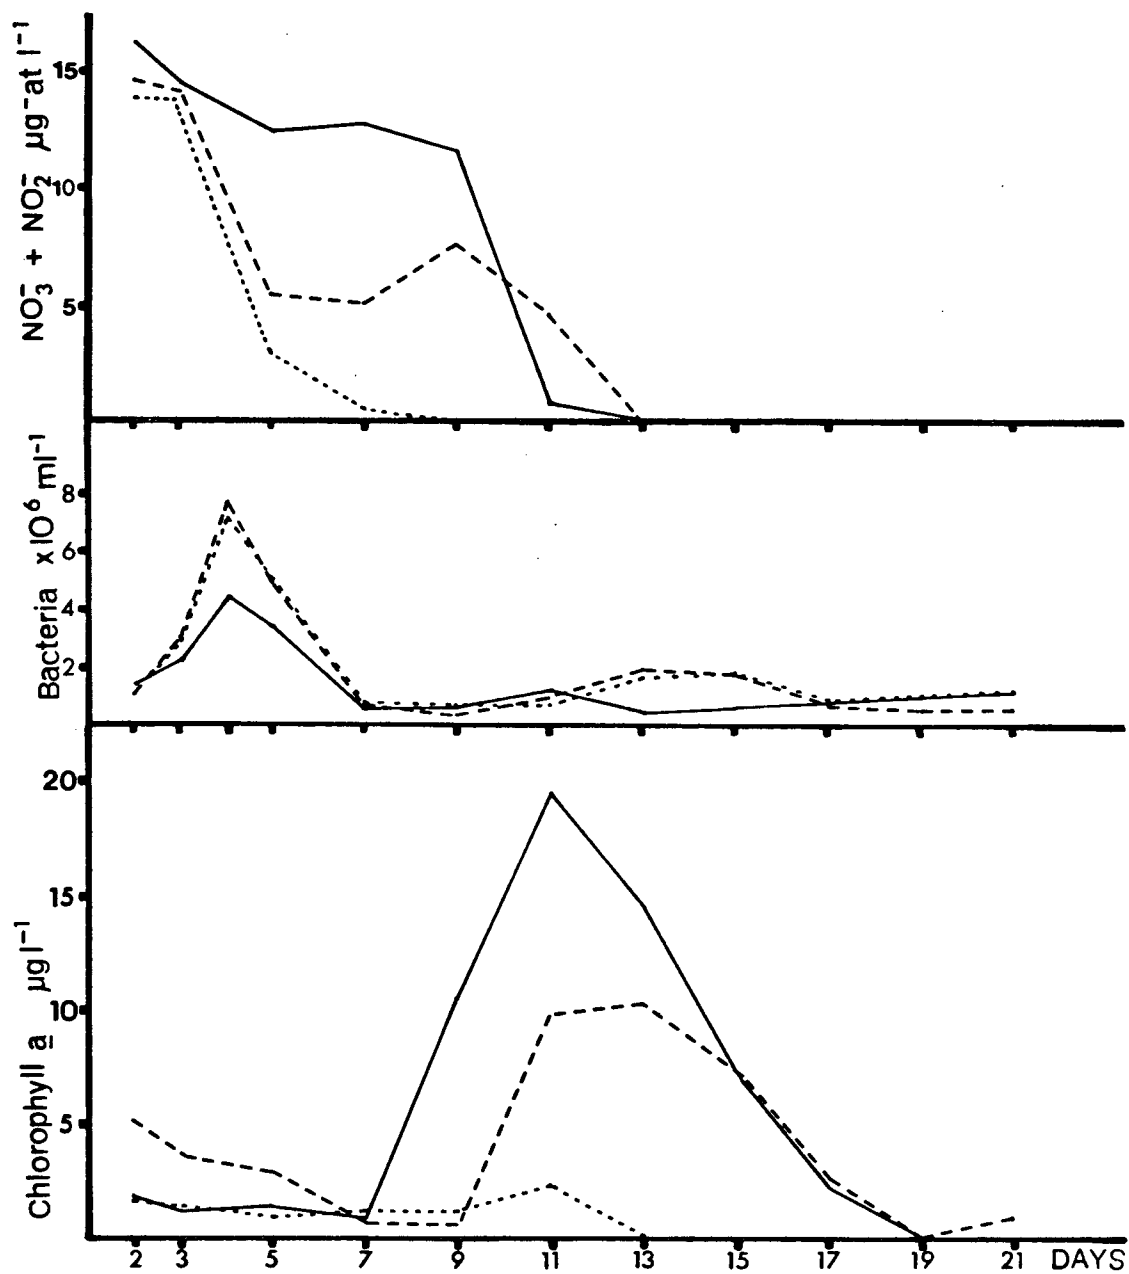 NO₃⁻ + NO₂⁻ µg-at l⁻¹
15
10
5
Bacteria x10⁶ ml⁻¹
8
6
4
2
Chlorophyll a µg l⁻¹
20
15
10
5
2 3 5 7 9 11 13 15 17 19 21 DAYS